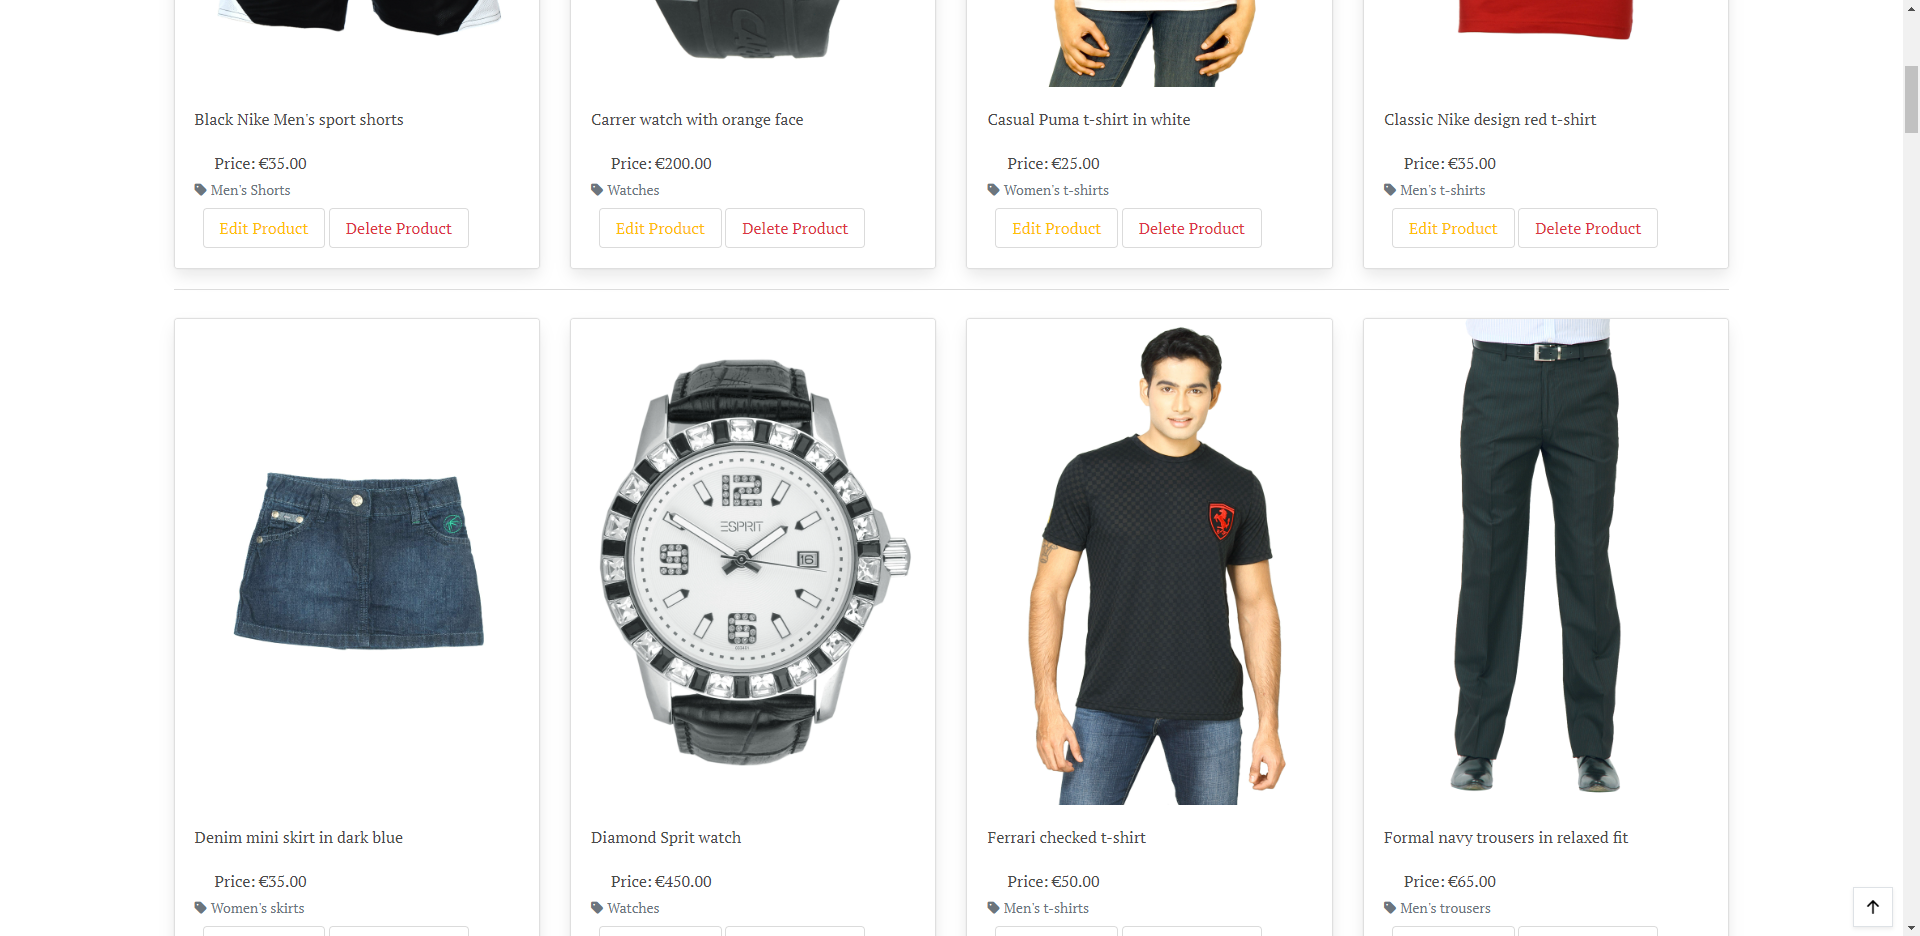 Black Nike Men's sport shorts
Price: €35.00
Men's Shorts
Edit Product Delete Product
Carrer watch with orange face
Price: €200.00
Watches
Edit Product Delete Product
Casual Puma t-shirt in white
Price: €25.00
Women's t-shirts
Edit Product Delete Product
Classic Nike design red t-shirt
Price: €35.00
Men's t-shirts
Edit Product Delete Product
Denim mini skirt in dark blue
Price: €35.00
Women's skirts
12
ESPRIT
9
16
6
Diamond Sprit watch
Price: €450.00
Watches
Ferrari checked t-shirt
Price: €50.00
Men's t-shirts
Formal navy trousers in relaxed fit
Price: €65.00
Men's trousers